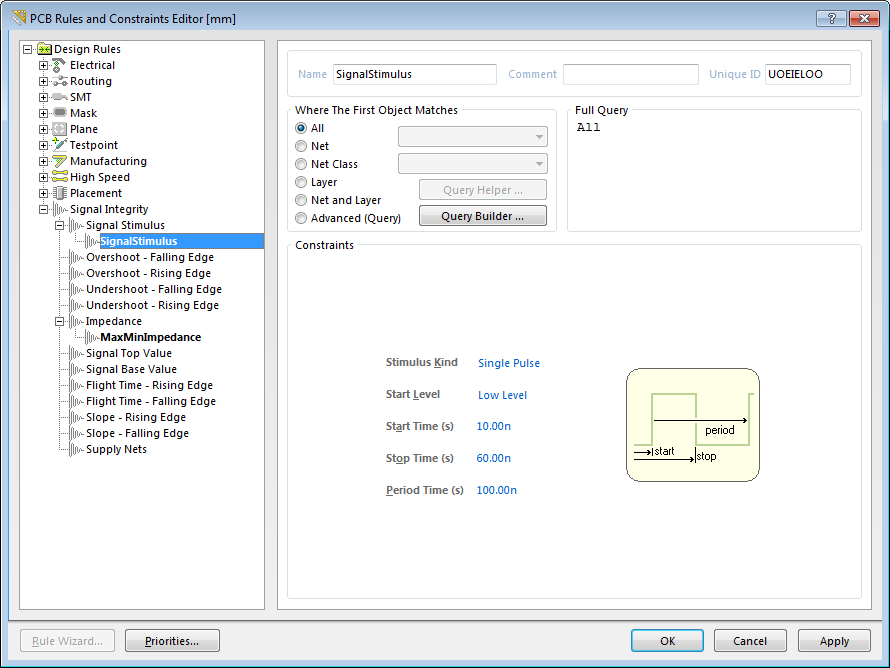 PCB Rules and Constraints Editor [mm]
Design Rules
Electrical
Routing
SMT
Mask
Plane
Testpoint
Manufacturing
High Speed
Placement
Signal Integrity
Signal Stimulus
SignalStimulus
Overshoot - Falling Edge
Overshoot - Rising Edge
Undershoot - Falling Edge
Undershoot - Rising Edge
Impedance
MaxMinImpedance
Signal Top Value
Signal Base Value
Flight Time - Rising Edge
Flight Time - Falling Edge
Slope - Rising Edge
Slope - Falling Edge
Supply Nets
Name SignalStimulus Comment Unique ID UOEIELOO
Where The First Object Matches
All
Net
Net Class
Layer
Net and Layer
Advanced (Query)
Query Helper ...
Query Builder ...
Full Query
All
Constraints
Stimulus Kind Single Pulse
Start Level Low Level
Start Time (s) 10.00n
Stop Time (s) 60.00n
Period Time (s) 100.00n
period
start
stop
Rule Wizard... Priorities... OK Cancel Apply